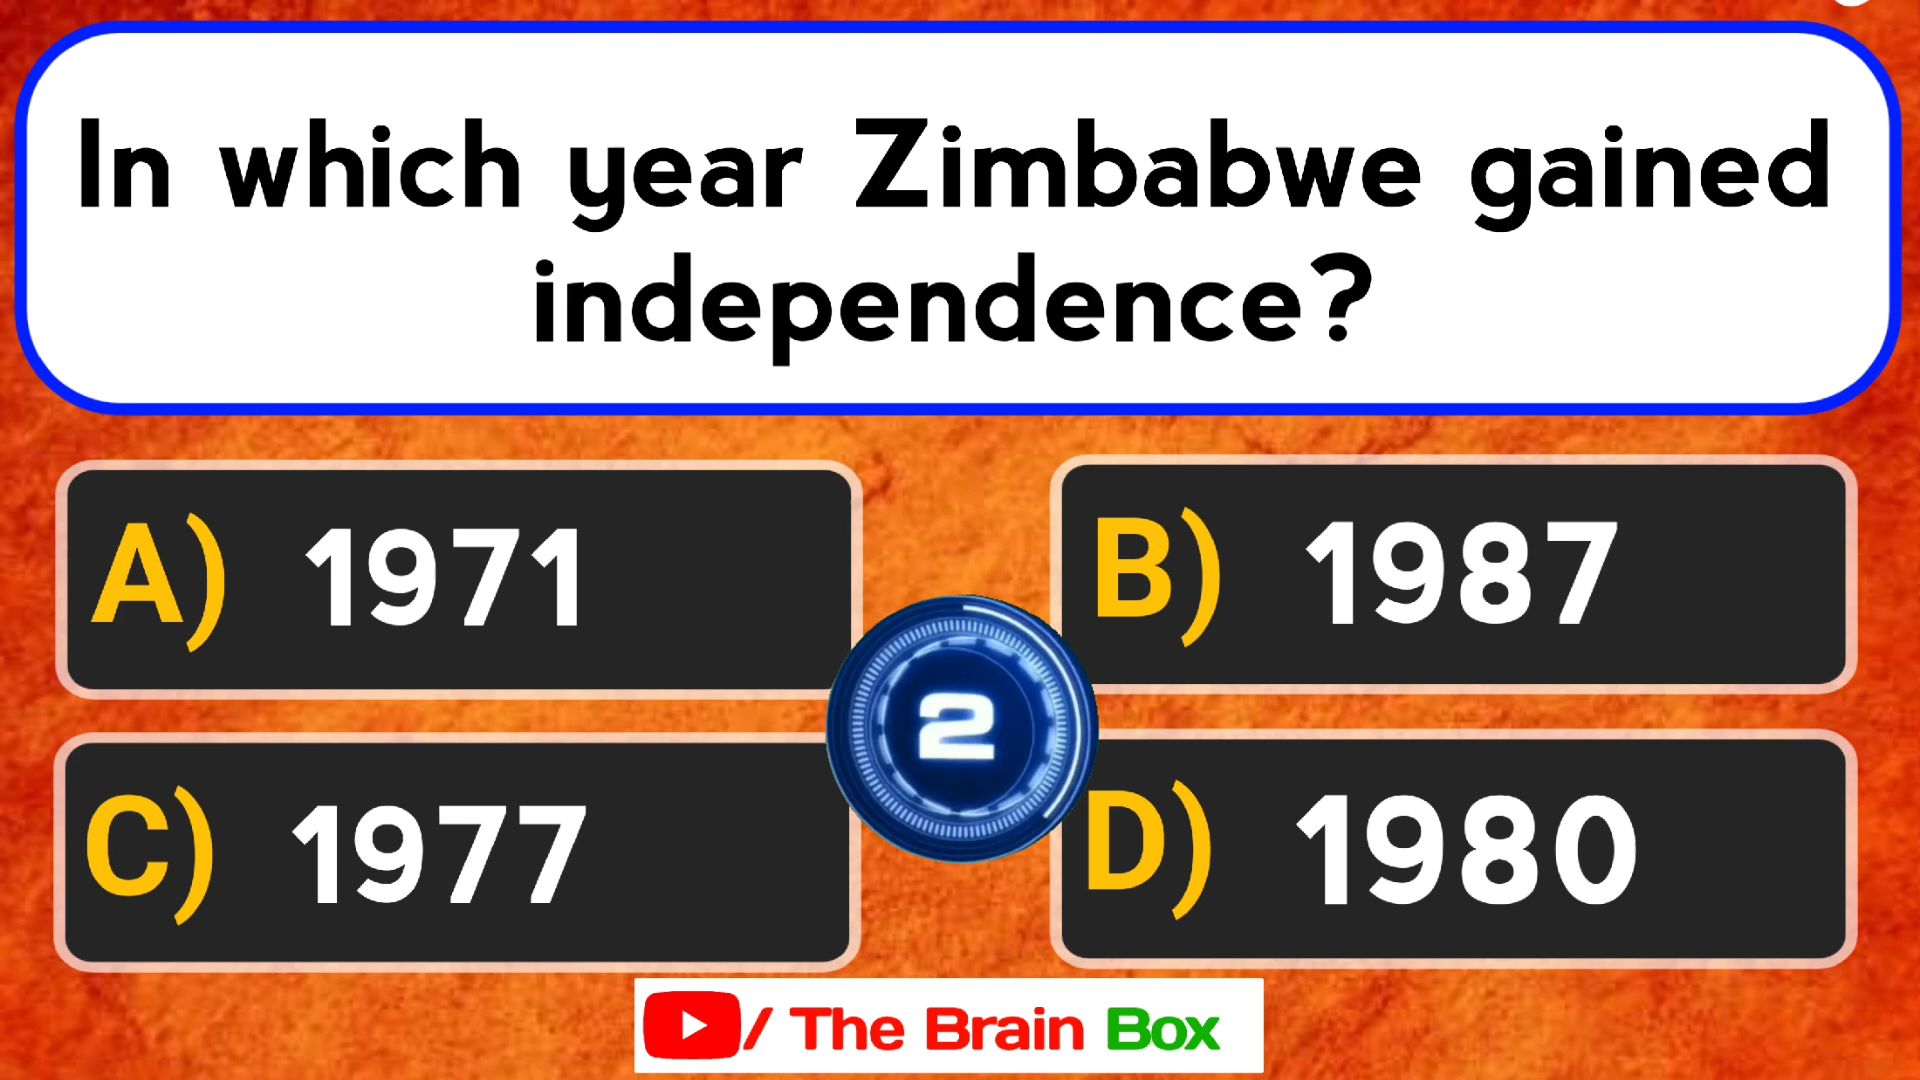 In which year Zimbabwe gained
independence?
A) 1971
B) 1987
2
C) 1977
D) 1980
/ The Brain Box